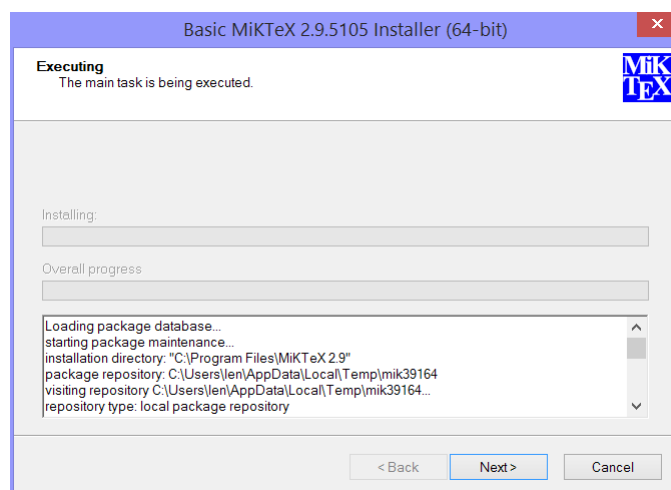 Basic MiKTeX 2.9.5105 Installer (64-bit)
Executing
The main task is being executed.
MiK
TEX
Installing:
Overall progress
Loading package database...
starting package maintenance...
installation directory: "C:\Program Files\MiKTeX 2.9"
package repository: C:\Users\len\AppData\Local\Temp\mik39164
visiting repository C:\Users\len\AppData\Local\Temp\mik39164...
repository type: local package repository
< Back Next > Cancel